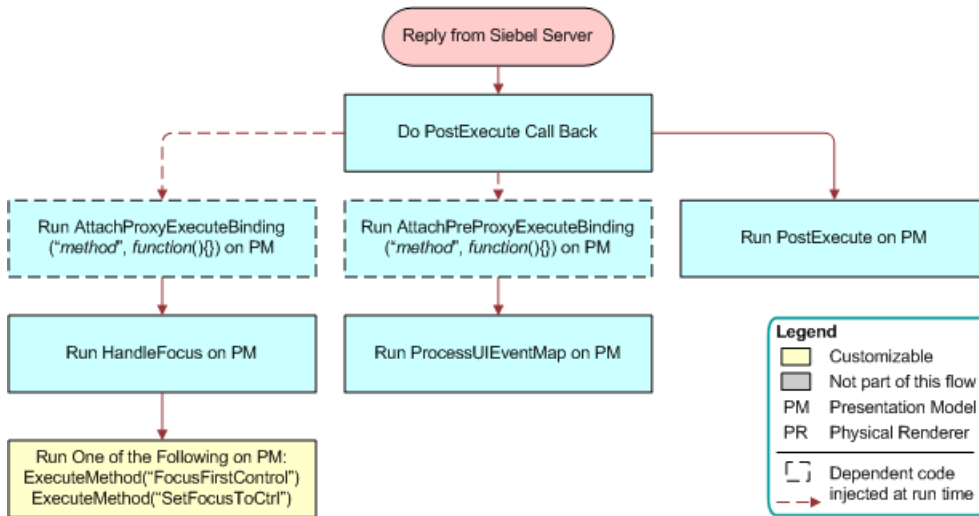 Reply from Siebel Server
Do PostExecute Call Back
Run AttachProxyExecuteBinding
(“method”, function(){}) on PM
Run AttachPreProxyExecuteBinding
(“method”, function(){}) on PM
Run PostExecute on PM
Run HandleFocus on PM
Run ProcessUIEventMap on PM
Run One of the Following on PM:
ExecuteMethod(“FocusFirstControl”)
ExecuteMethod(“SetFocusToCtrl”)
Legend
Customizable
Not part of this flow
PM Presentation Model
PR Physical Renderer
Dependent code
injected at run time